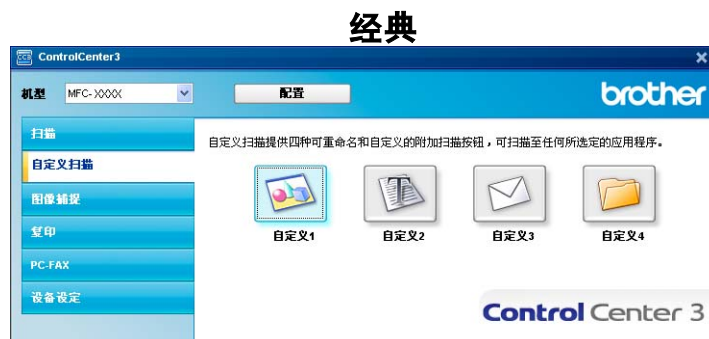 经典
ControlCenter3
机型 MFC-XXXX 配置 brother
扫描
自定义扫描提供四种可重命名和自定义的附加扫描按钮，可扫描至任何所选定的应用程序。
自定义扫描
图像捕捉
复印
PC-FAX
设备设定
自定义1 自定义2 自定义3 自定义4
Control Center 3